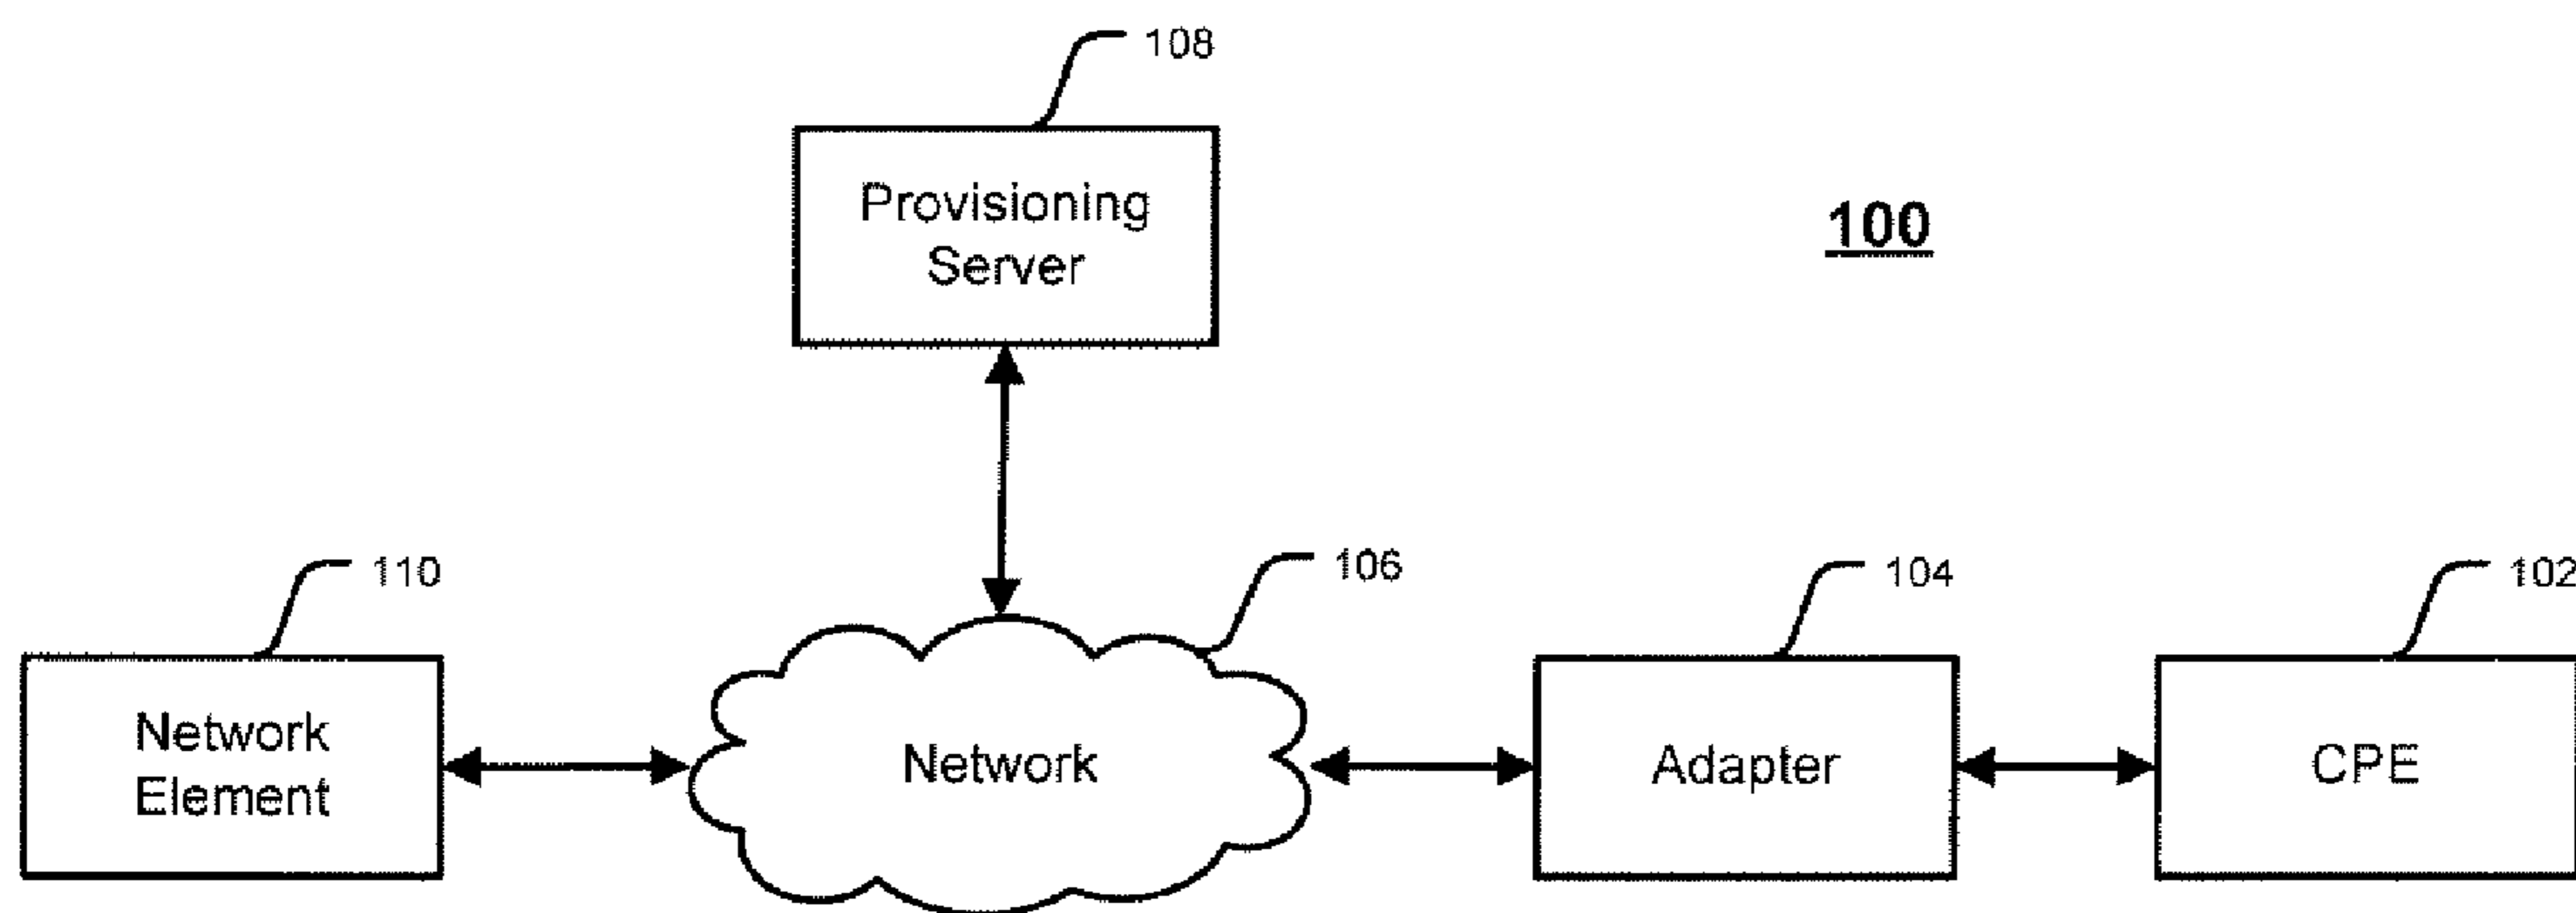 108
Provisioning
Server
100
110
106
104
102
Network
Element
Network
Adapter
CPE